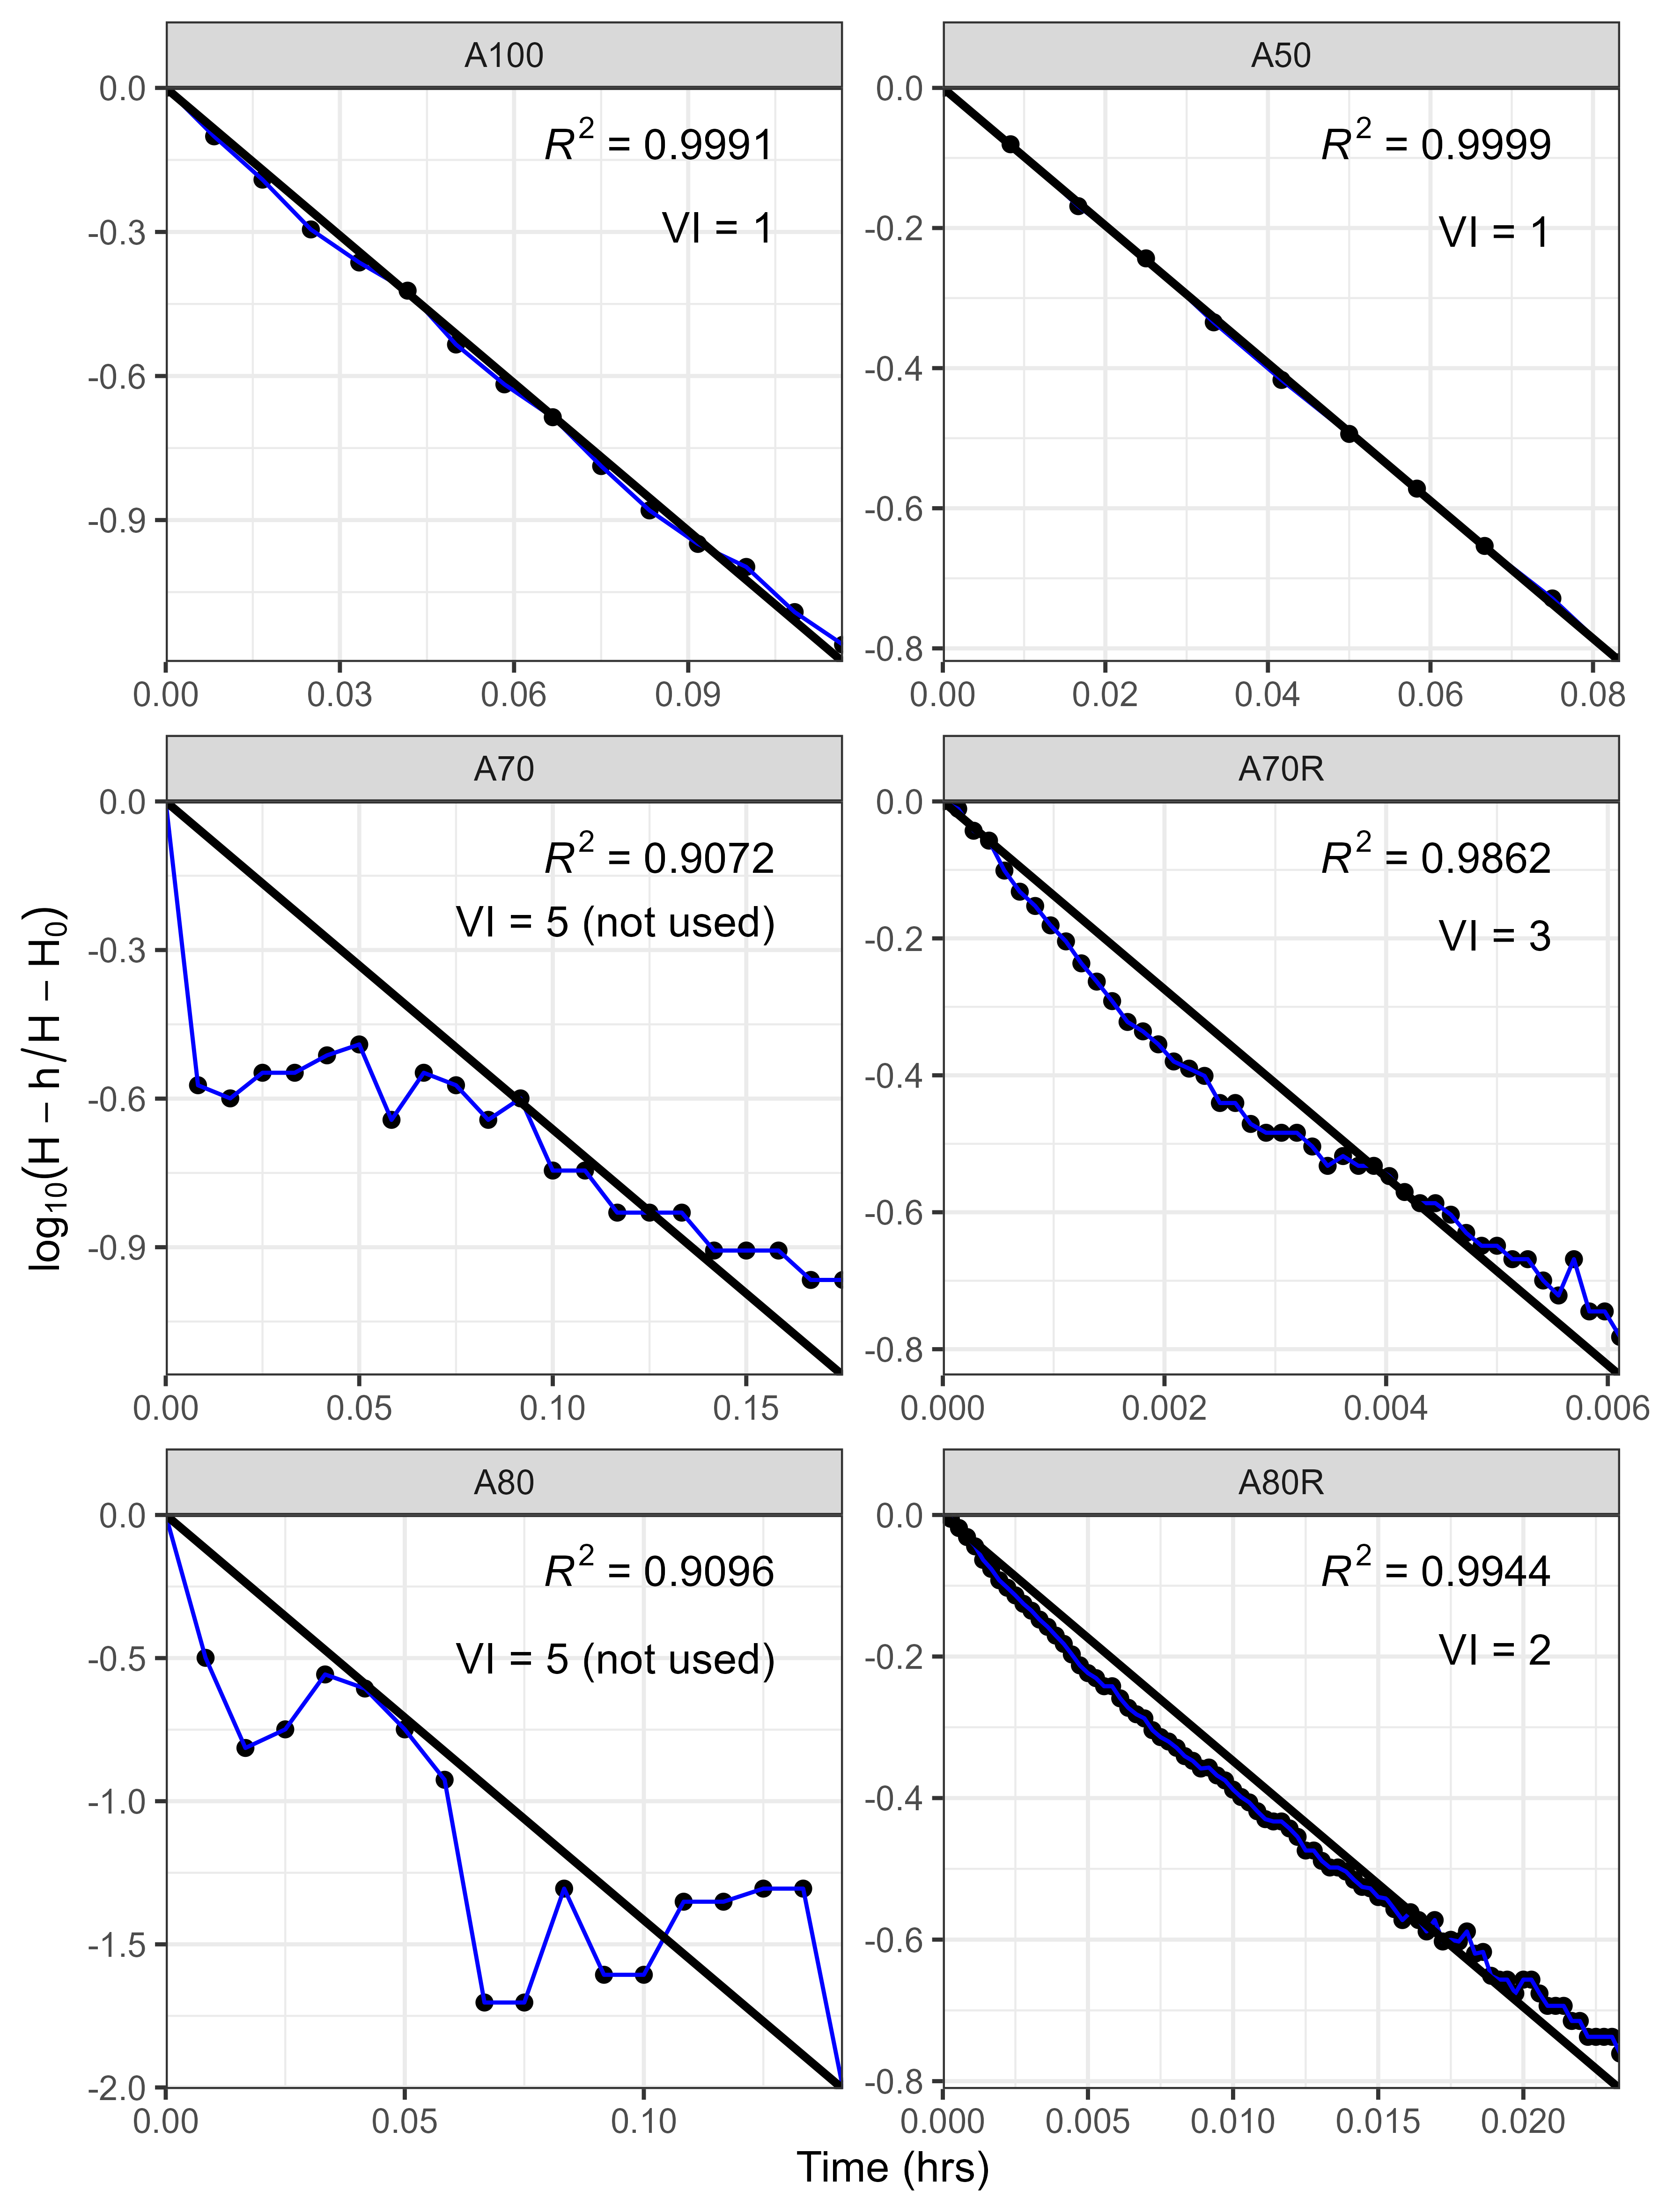 A100
R² = 0.9991
VI = 1
0.0
-0.3
-0.6
-0.9
0.00 0.03 0.06 0.09
A50
R² = 0.9999
VI = 1
0.0
-0.2
-0.4
-0.6
-0.8
0.00 0.02 0.04 0.06 0.08
A70
R² = 0.9072
VI = 5 (not used)
0.0
-0.3
-0.6
-0.9
0.00 0.05 0.10 0.15
A70R
R² = 0.9862
VI = 3
0.0
-0.2
-0.4
-0.6
-0.8
0.000 0.002 0.004 0.006
A80
R² = 0.9096
VI = 5 (not used)
0.0
-0.5
-1.0
-1.5
-2.0
0.00 0.05 0.10
A80R
R² = 0.9944
VI = 2
0.0
-0.2
-0.4
-0.6
-0.8
0.000 0.005 0.010 0.015 0.020
log₁₀(H − h/H − H₀)
Time (hrs)